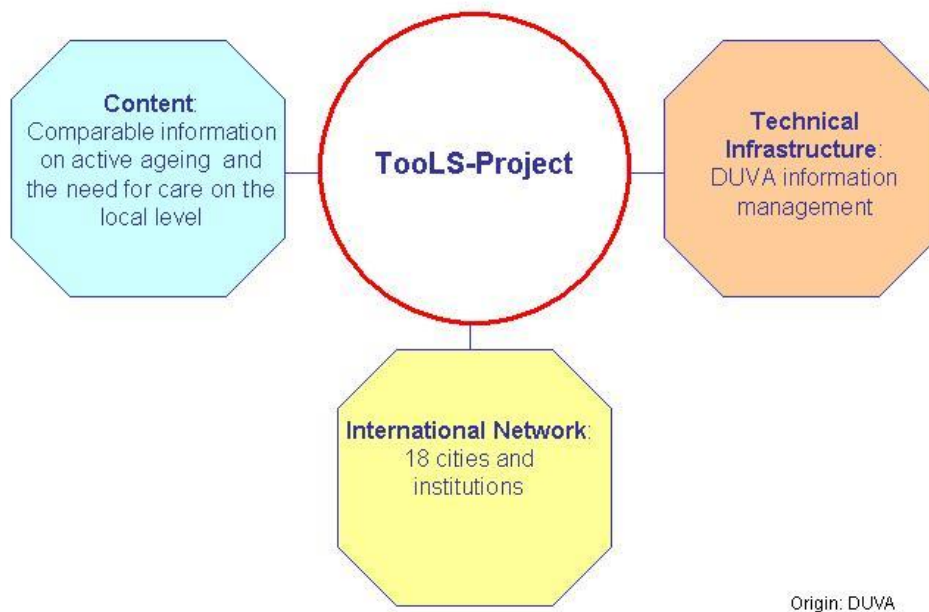 Content:
Comparable information
on active ageing and
the need for care on the
local level
TooLS-Project
Technical
Infrastructure:
DUVA information
management
International Network:
18 cities and
institutions
Origin: DUVA